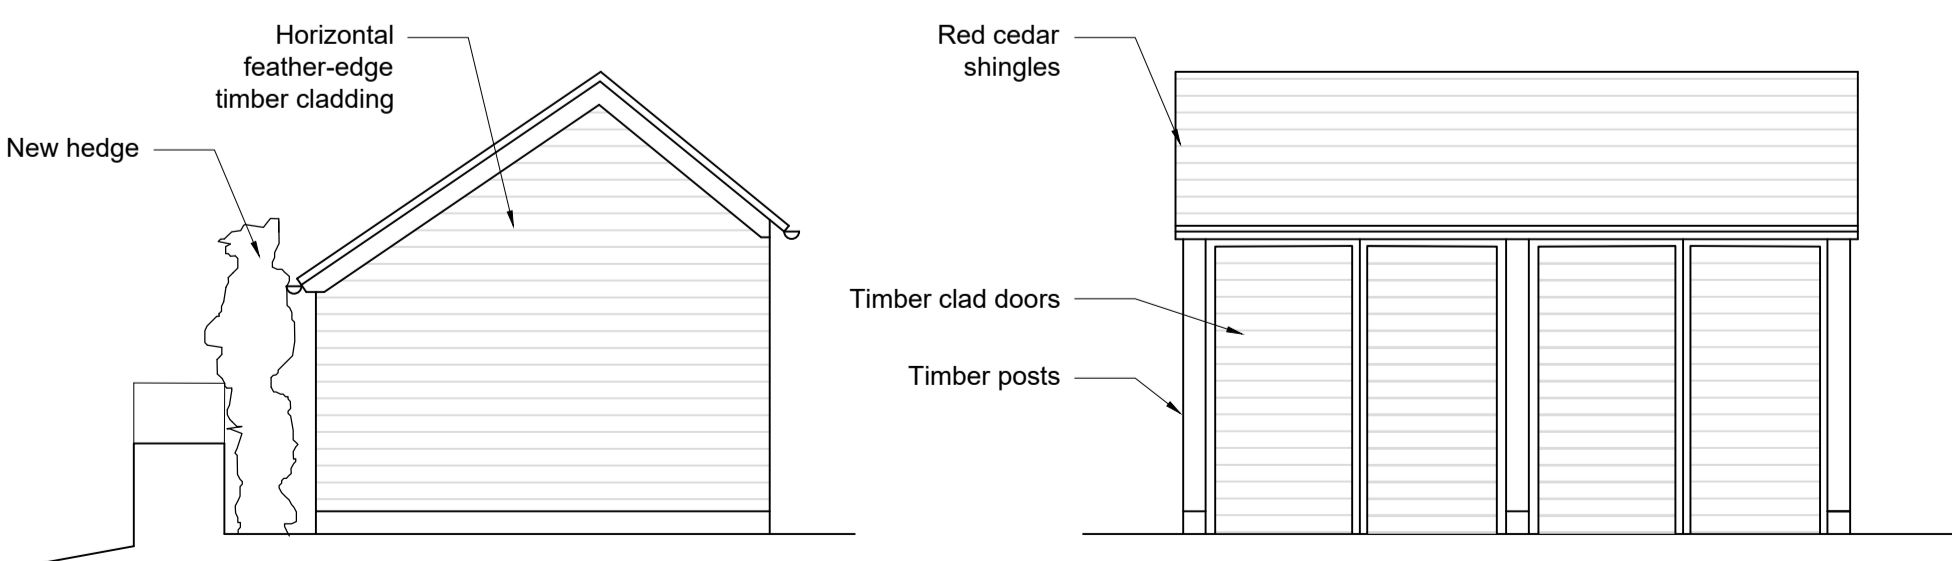 Horizontal
feather-edge
timber cladding
New hedge
Red cedar
shingles
Timber clad doors
Timber posts